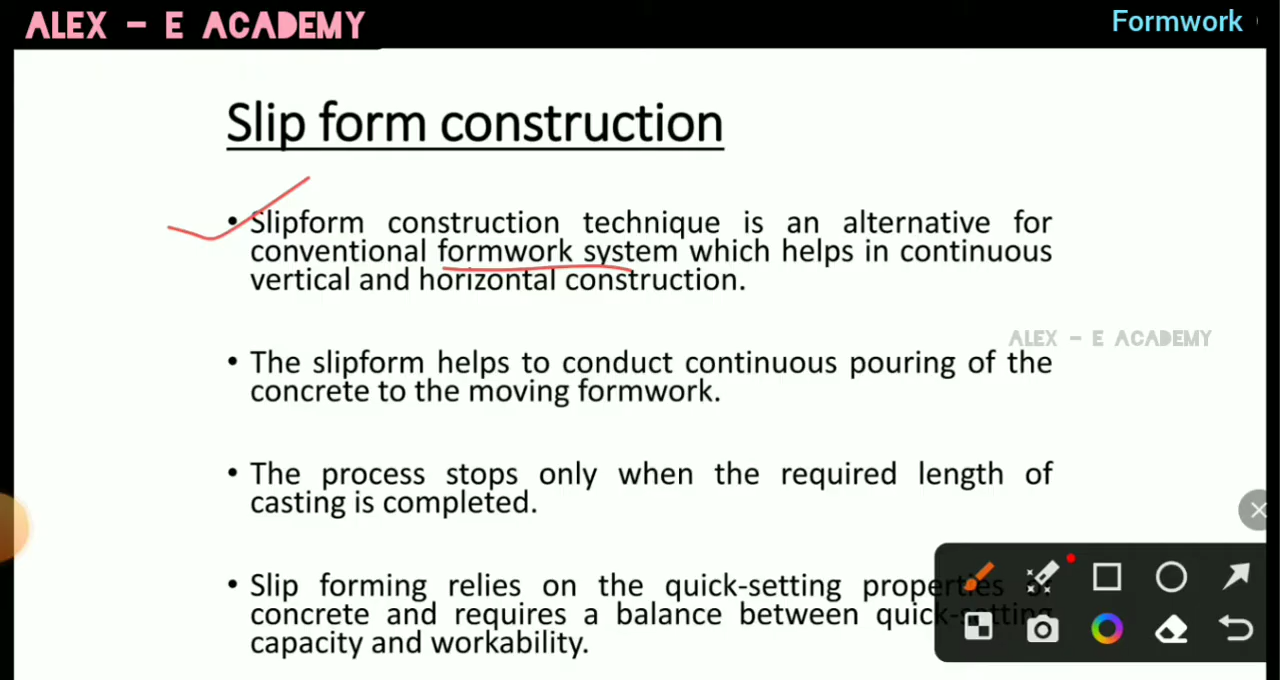 ALEX - E ACADEMY
Formwork
Slip form construction
• Slipform construction technique is an alternative for
conventional formwork system which helps in continuous
vertical and horizontal construction.
ALEX - E ACADEMY
• The slipform helps to conduct continuous pouring of the
concrete to the moving formwork.
• The process stops only when the required length of
casting is completed.
• Slip forming relies on the quick-setting properties of
concrete and requires a balance between quick-setting
capacity and workability.